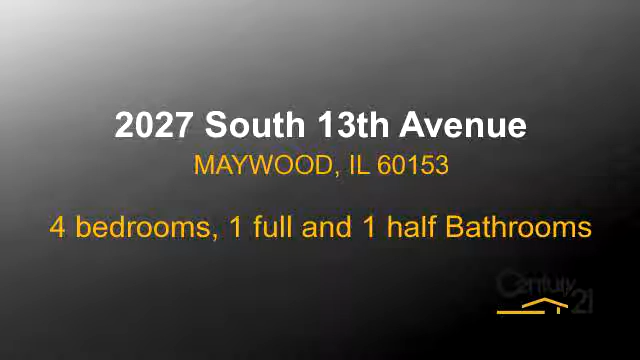 2027 South 13th Avenue
MAYWOOD, IL 60153
4 bedrooms, 1 full and 1 half Bathrooms
Century
21